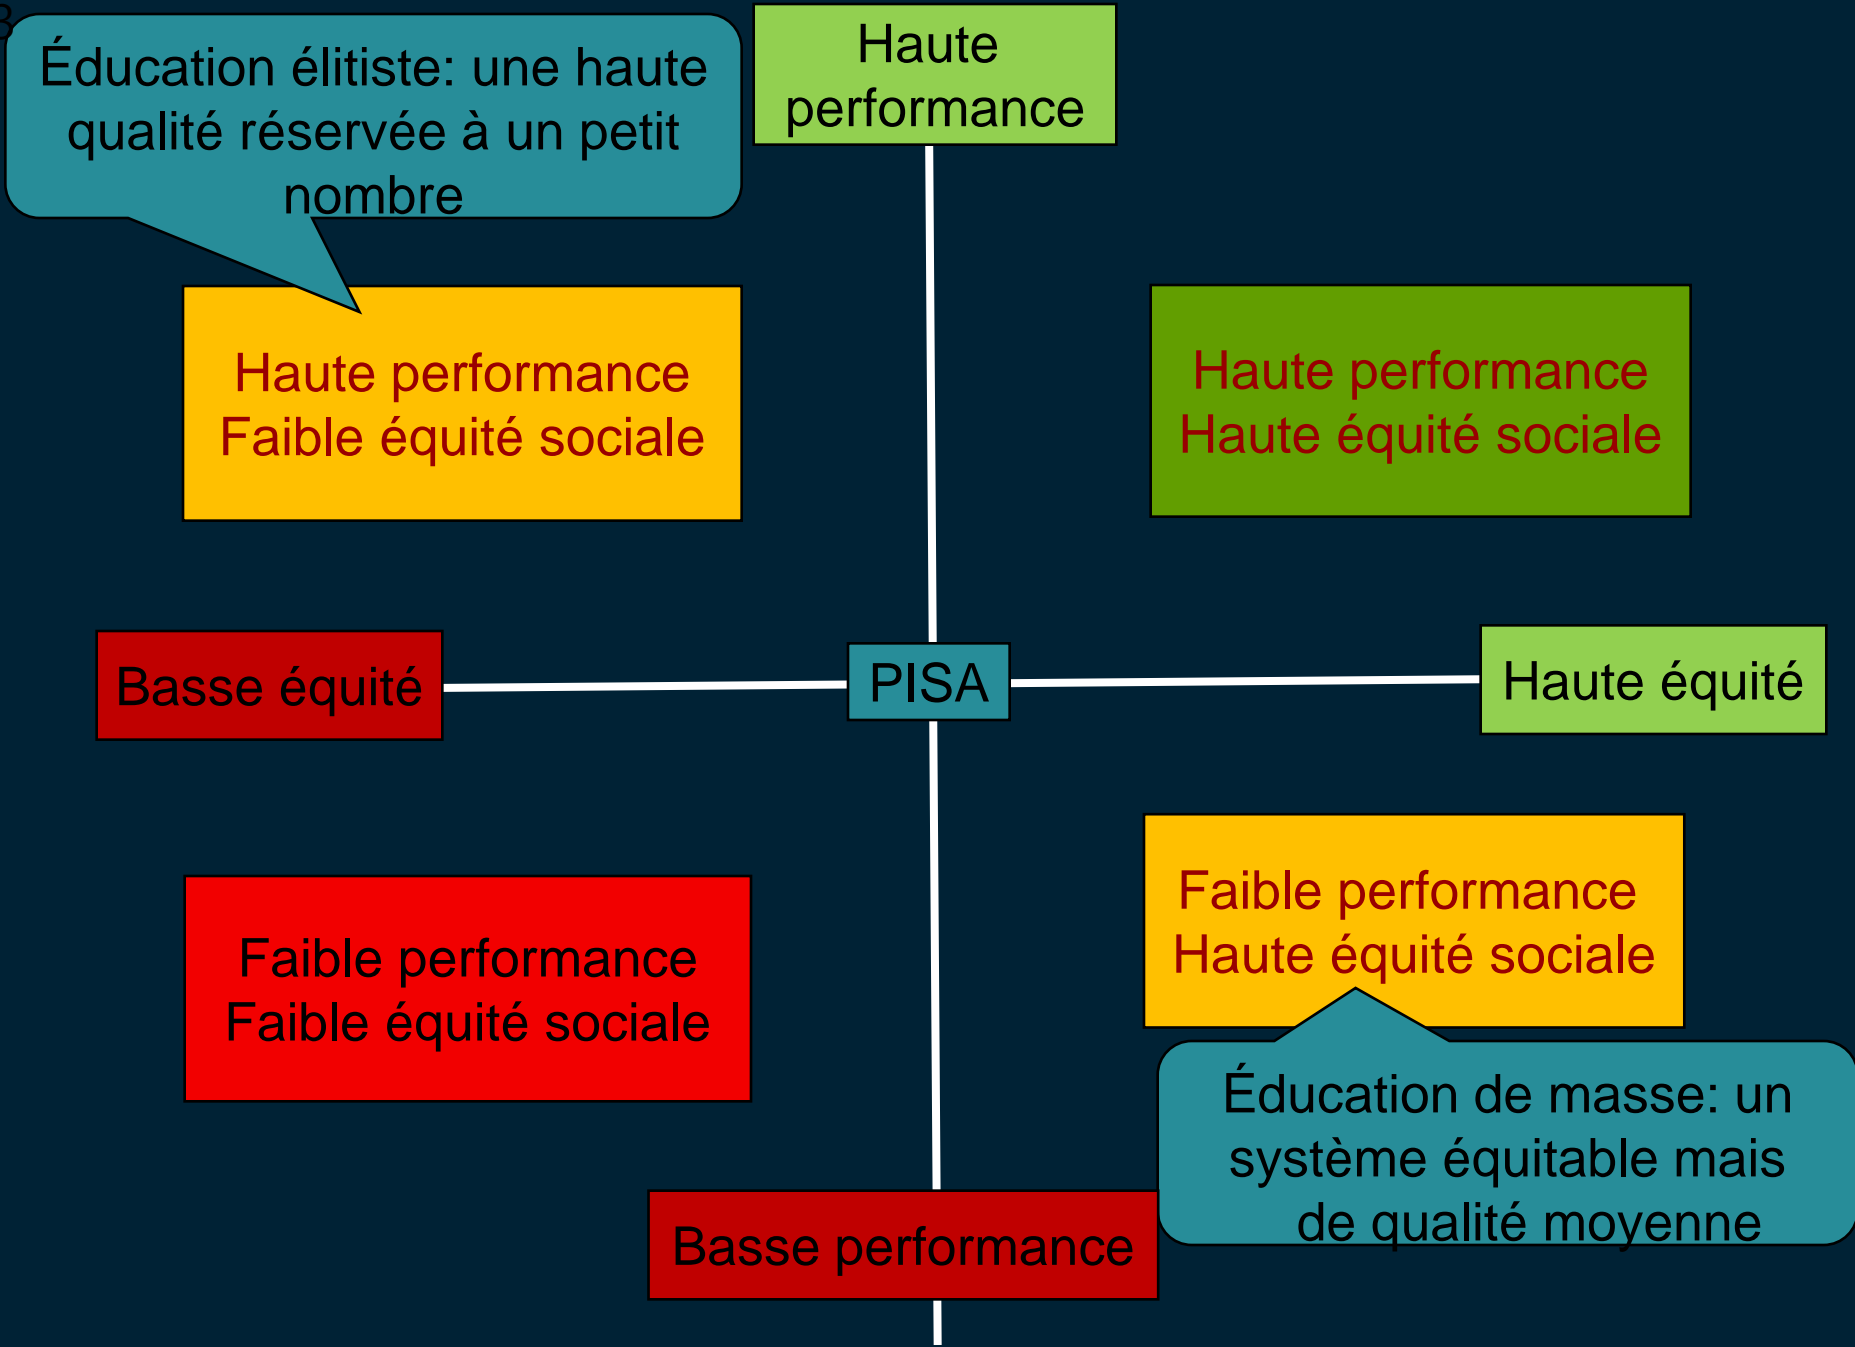 3
Éducation élitiste: une haute
qualité réservée à un petit
nombre
Haute
performance
Haute performance
Faible équité sociale
Haute performance
Haute équité sociale
Basse équité
PISA
Haute équité
Faible performance
Faible équité sociale
Faible performance
Haute équité sociale
Éducation de masse: un
système équitable mais
de qualité moyenne
Basse performance